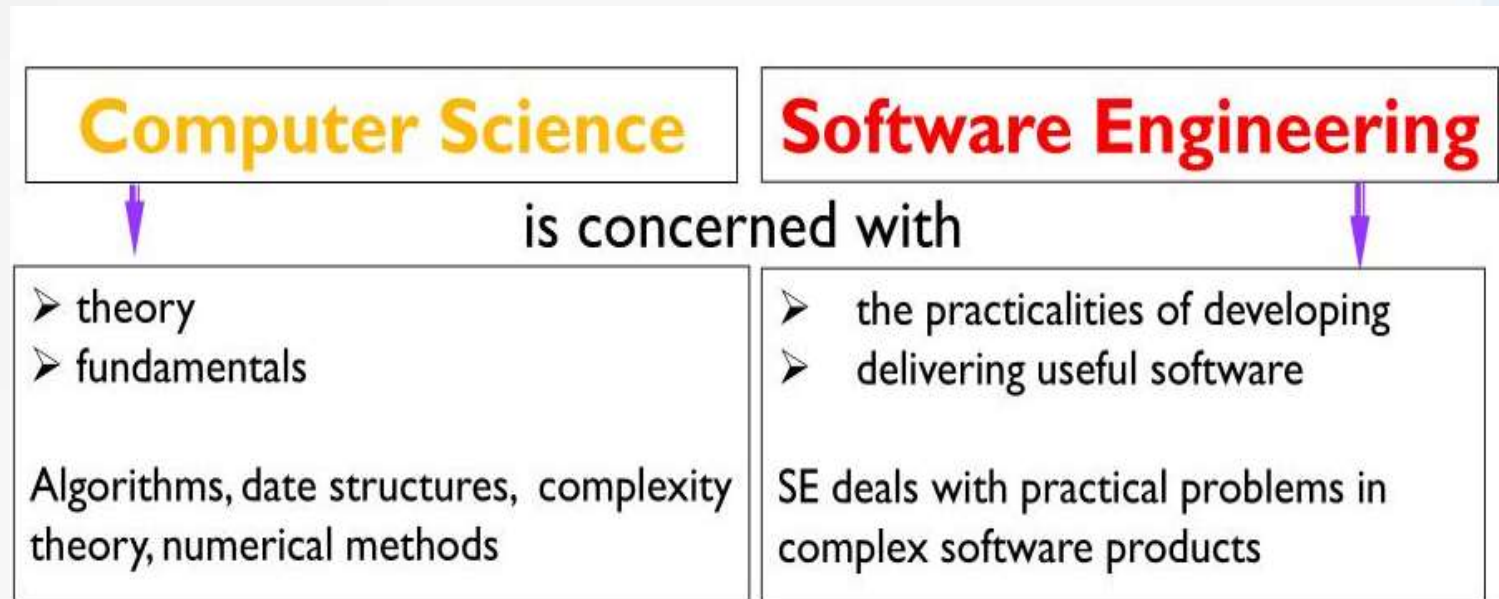 Computer Science
Software Engineering
is concerned with
➢ theory
➢ fundamentals
Algorithms, date structures, complexity
theory, numerical methods
➢ the practicalities of developing
➢ delivering useful software
SE deals with practical problems in
complex software products